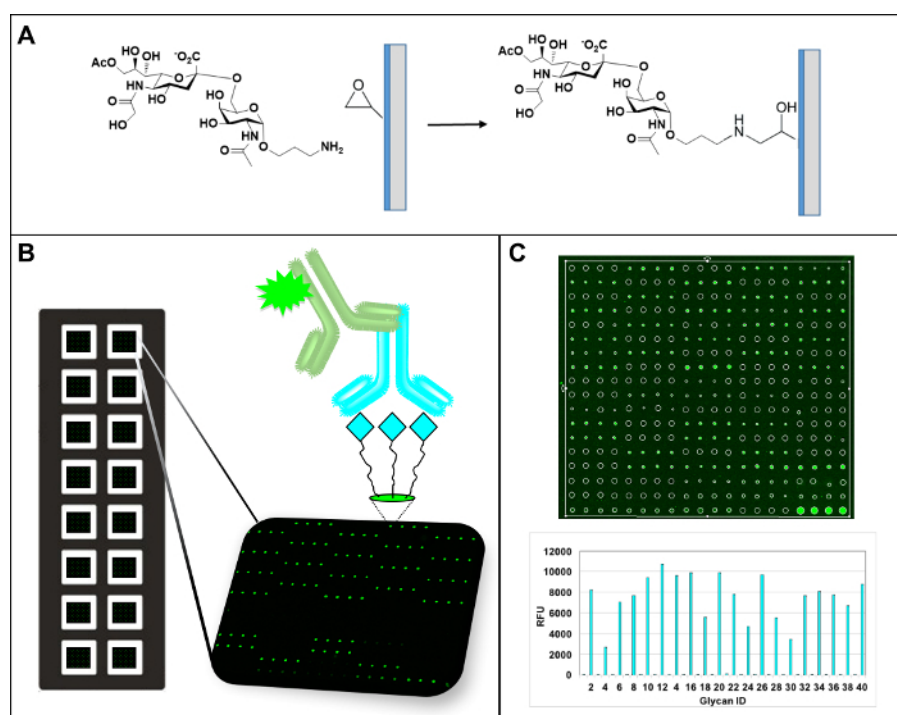 A
AcO
HO
OH
OH
⁻O₂C
O
O
HN
HO
O
HO
HO
O
HO
HN
O
O
NH₂
O
AcO
HO
OH
OH
⁻O₂C
O
O
HN
HO
O
HO
HO
O
HO
HN
O
O
H
N
OH
B
C
12000
10000
8000
6000
4000
2000
0
RFU
2 4 6 8 10 12 4 16 18 20 22 24 26 28 30 32 34 36 38 40
Glycan ID